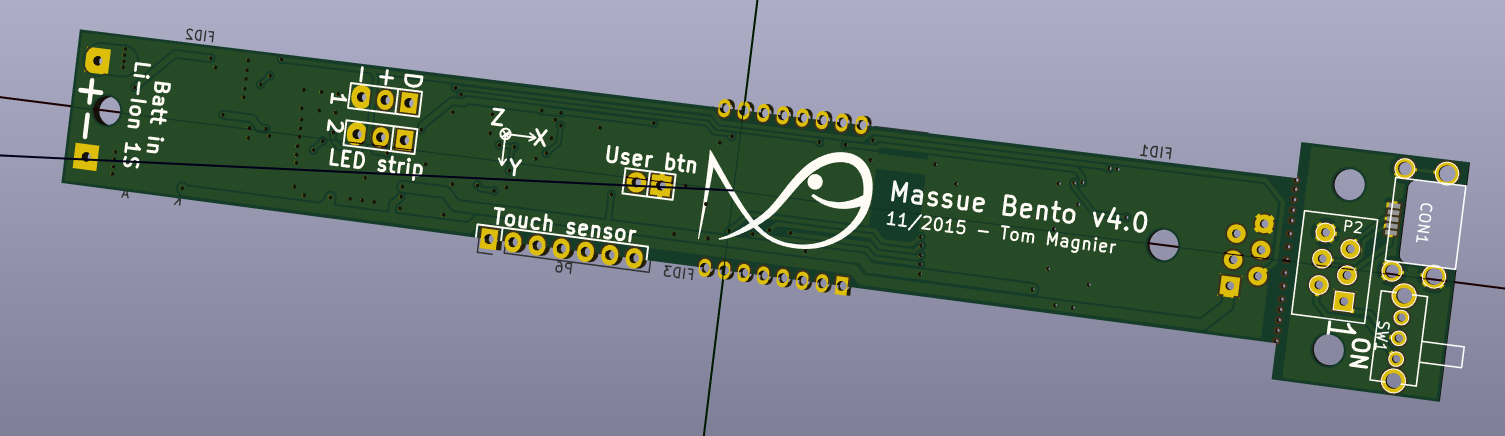 FID2
+
−
Batt in
Li-Ion 1S
− + D
1
2
LED strip
Z
X
Y
User btn
Touch sensor
P6
FID3
Massue Bento v4.0
11/2015 − Tom Magnier
FID1
P2
CON1
SW1
1
ON
A
K